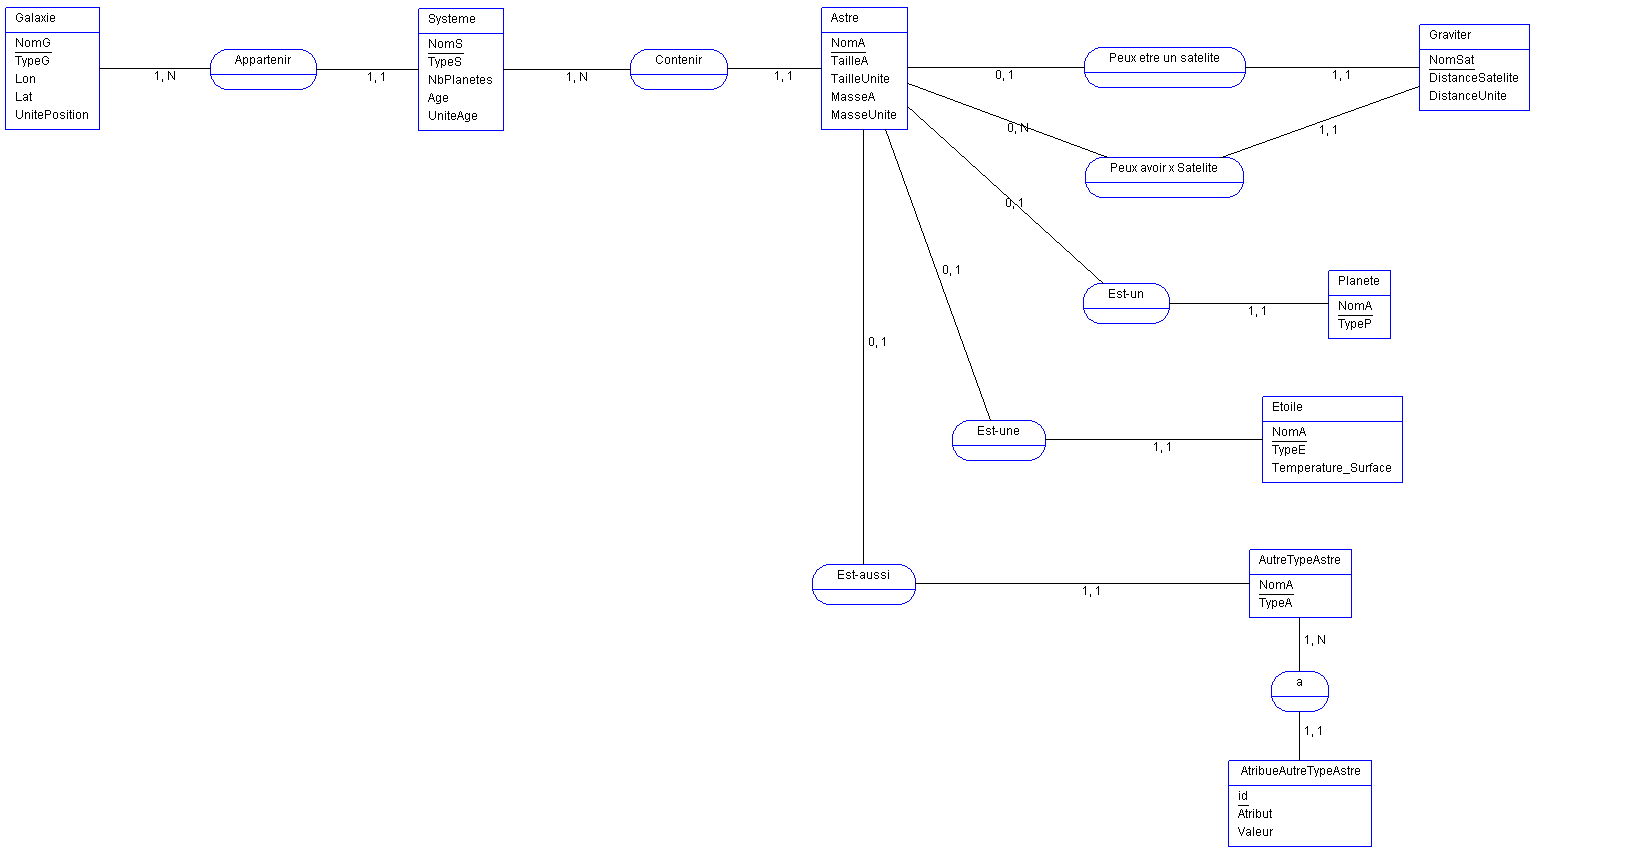 Galaxie
NomG
TypeG
Lon
Lat
UnitePosition
1, N
Appartenir
1, 1
Systeme
NomS
TypeS
NbPlanetes
Age
UniteAge
1, N
Contenir
1, 1
Astre
NomA
TailleA
TailleUnite
MasseA
MasseUnite
0, 1
Peux etre un satelite
1, 1
Graviter
NomSat
DistanceSatelite
DistanceUnite
0, N
Peux avoir x Satelite
1, 1
0, 1
Est-un
1, 1
Planete
NomA
TypeP
0, 1
Est-une
1, 1
Etoile
NomA
TypeE
Temperature_Surface
0, 1
Est-aussi
1, 1
AutreTypeAstre
NomA
TypeA
1, N
a
1, 1
AtribueAutreTypeAstre
id
Atribut
Valeur